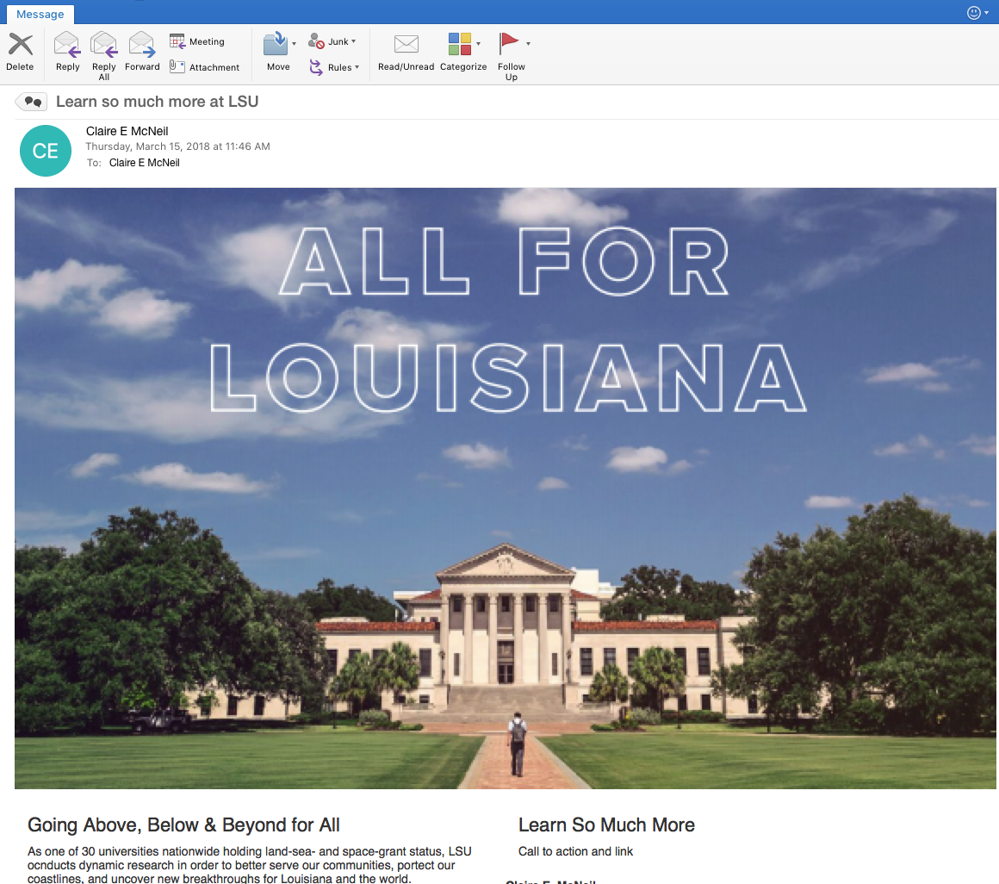 Message
Delete
Reply
Reply All
Forward
Meeting
Attachment
Move
Junk
Rules
Read/Unread
Categorize
Follow Up
Learn so much more at LSU
CE
Claire E McNeil
Thursday, March 15, 2018 at 11:46 AM
To: Claire E McNeil
ALL FOR
LOUISIANA
Going Above, Below & Beyond for All
As one of 30 universities nationwide holding land-sea- and space-grant status, LSU
ocnducts dynamic research in order to better serve our communities, portect our
coastlines, and uncover new breakthroughs for Louisiana and the world.
Learn So Much More
Call to action and link
Claire E. McNeil